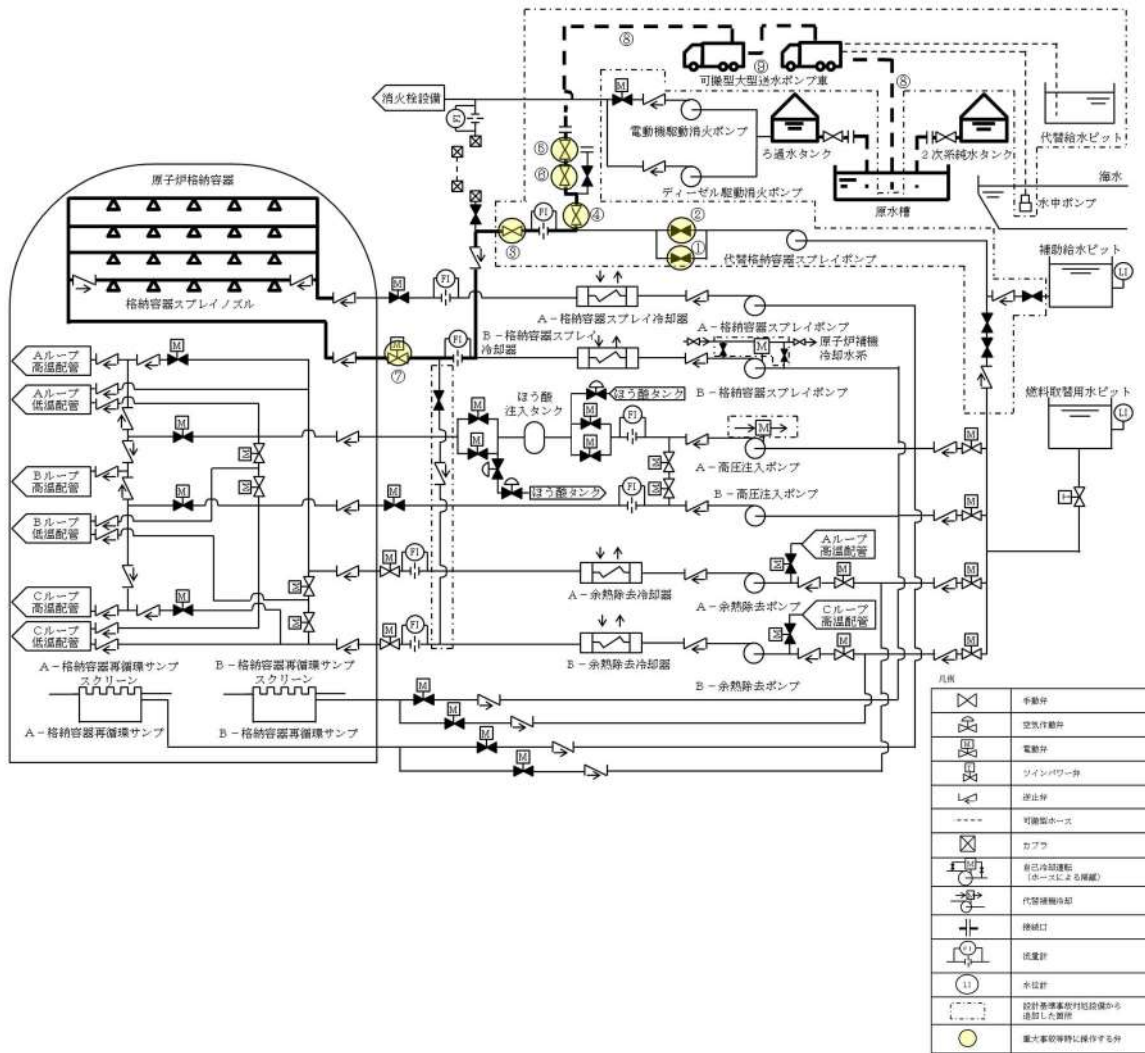 ⑧
可搬型大型送水ポンプ車
⑨
⑧
代替給水ピット
消火栓設備
FI
M
電動機駆動消火ポンプ
ディーゼル駆動消火ポンプ
ろ過水タンク
2次系純水タンク
原水槽
海水
水中ポンプ
⑤
⑥
④
③
FI
②
①
代替格納容器スプレイポンプ
補助給水ピット
LI
原子炉格納容器
格納容器スプレイノズル
M
FI
A-格納容器スプレイ冷却器
A-格納容器スプレイポンプ
B-格納容器スプレイ
冷却器
原子炉補機
冷却水系
M
B-格納容器スプレイポンプ
M
⑦
FI
燃料取替用水ピット
LI
T
Aループ
高温配管
Aループ
低温配管
Bループ
高温配管
Bループ
低温配管
Cループ
高温配管
Cループ
低温配管
ほう酸
注入タンク
ほう酸タンク
ほう酸タンク
M
FI
A-高圧注入ポンプ
B-高圧注入ポンプ
FI
Aループ
高温配管
A-余熱除去冷却器
A-余熱除去ポンプ
Cループ
高温配管
B-余熱除去冷却器
B-余熱除去ポンプ
A-格納容器再循環サンプ
スクリーン
B-格納容器再循環サンプ
スクリーン
A-格納容器再循環サンプ
B-格納容器再循環サンプ
凡例
手動弁
空気作動弁
M
電動弁
T
ツインパワー弁
逆止弁
可搬型ホース
カプラ
M
自己冷却運転
(ホースによる隔離)
M
代替補機冷却
接続口
FI
流量計
LI
水位計
設計基準事故対処設備から
追加した箇所
重大事故等時に操作する弁